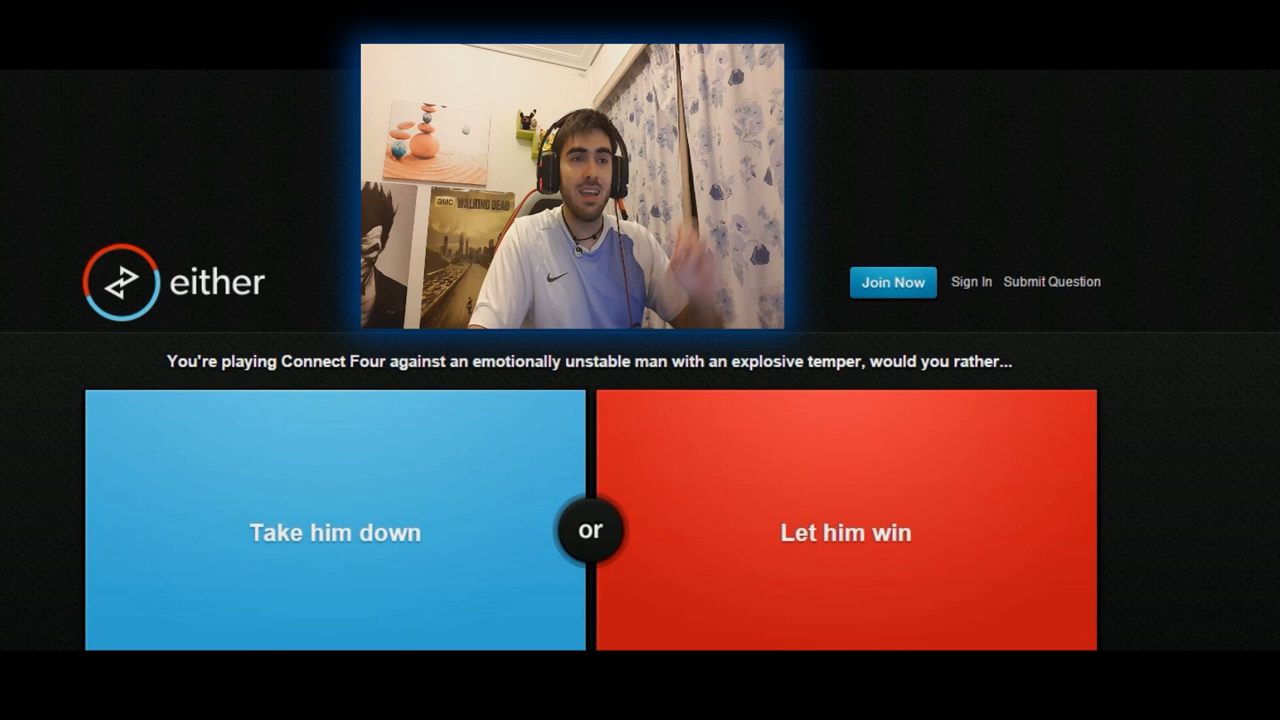 AMC WALKING DEAD
either
Join Now Sign In Submit Question
You're playing Connect Four against an emotionally unstable man with an explosive temper, would you rather...
Take him down or Let him win